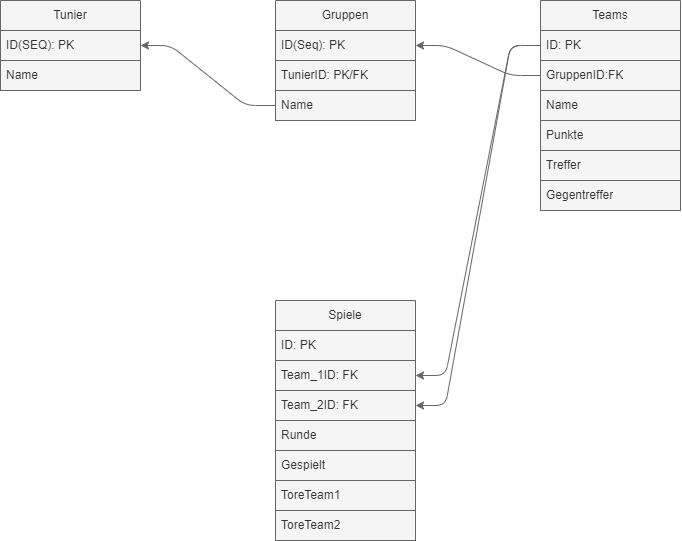 Tunier
ID(SEQ): PK
Name
Gruppen
ID(Seq): PK
TunierID: PK/FK
Name
Teams
ID: PK
GruppenID:FK
Name
Punkte
Treffer
Gegentreffer
Spiele
ID: PK
Team_1ID: FK
Team_2ID: FK
Runde
Gespielt
ToreTeam1
ToreTeam2